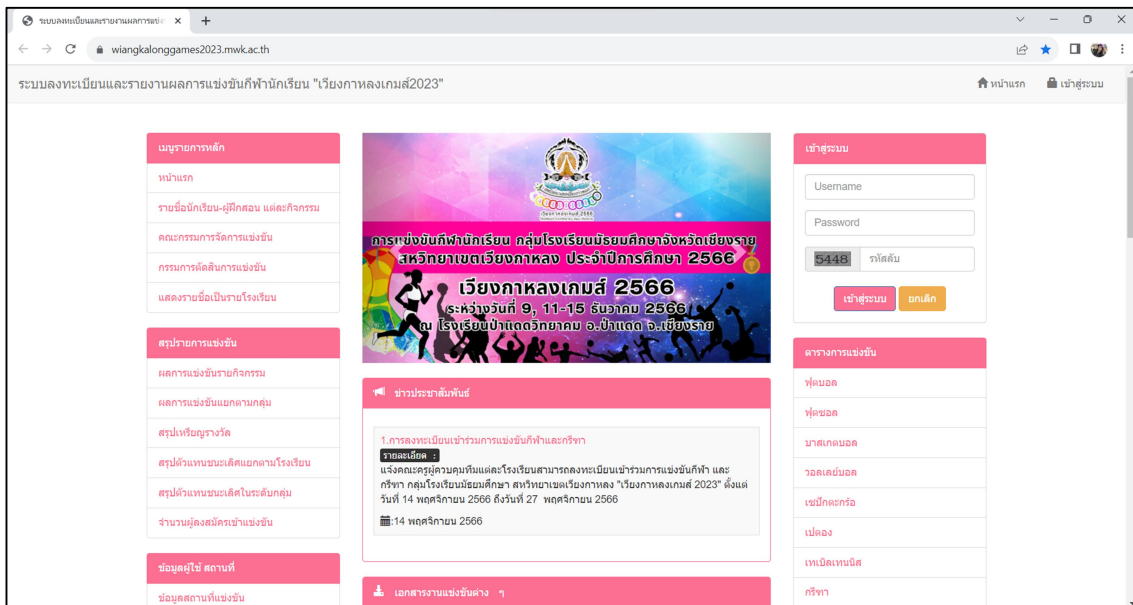 ระบบลงทะเบียนและรายงานผลการแข่ง
wiangkalonggames2023.mwk.ac.th
ระบบลงทะเบียนและรายงานผลการแข่งขันกีฬานักเรียน "เวียงกาหลงเกมส์2023"
หน้าแรก
เข้าสู่ระบบ
เมนูรายการหลัก
หน้าแรก
รายชื่อนักเรียน-ผู้ฝึกสอน แต่ละกิจกรรม
คณะกรรมการจัดการแข่งขัน
กรรมการตัดสินการแข่งขัน
แสดงรายชื่อเป็นรายโรงเรียน
สรุปรายการแข่งขัน
ผลการแข่งขันรายกิจกรรม
ผลการแข่งขันแยกตามกลุ่ม
สรุปเหรียญรางวัล
สรุปตัวแทนชนะเลิศแยกตามโรงเรียน
สรุปตัวแทนชนะเลิศในระดับกลุ่ม
จำนวนผู้ลงสมัครเข้าแข่งขัน
ข้อมูลผู้ใช้ สถานที่
ข้อมูลสถานที่แข่งขัน
การแข่งขันกีฬานักเรียน กลุ่มโรงเรียนมัธยมศึกษาจังหวัดเชียงราย
สหวิทยาเขตเวียงกาหลง ประจำปีการศึกษา 2566
เวียงกาหลงเกมส์ 2566
ระหว่างวันที่ 9, 11-15 ธันวาคม 2566
ณ โรงเรียนป่าแดดวิทยาคม อ.ป่าแดด จ.เชียงราย
ข่าวประชาสัมพันธ์
1.การลงทะเบียนเข้าร่วมการแข่งขันกีฬาและกรีฑา
รายละเอียด :
แจ้งคณะครูผู้ควบคุมทีมแต่ละโรงเรียนสามารถลงทะเบียนเข้าร่วมการแข่งขันกีฬา และ
กรีฑา กลุ่มโรงเรียนมัธยมศึกษา สหวิทยาเขตเวียงกาหลง "เวียงกาหลงเกมส์ 2023" ตั้งแต่
วันที่ 14 พฤศจิกายน 2566 ถึงวันที่ 27 พฤศจิกายน 2566
:14 พฤศจิกายน 2566
เอกสารงานแข่งขันต่าง ๆ
เข้าสู่ระบบ
Username
Password
5448 รหัสลับ
เข้าสู่ระบบ ยกเลิก
ตารางการแข่งขัน
ฟุตบอล
ฟุตซอล
บาสเกตบอล
วอลเลย์บอล
เซปักตะกร้อ
เปตอง
เทเบิลเทนนิส
กรีฑา